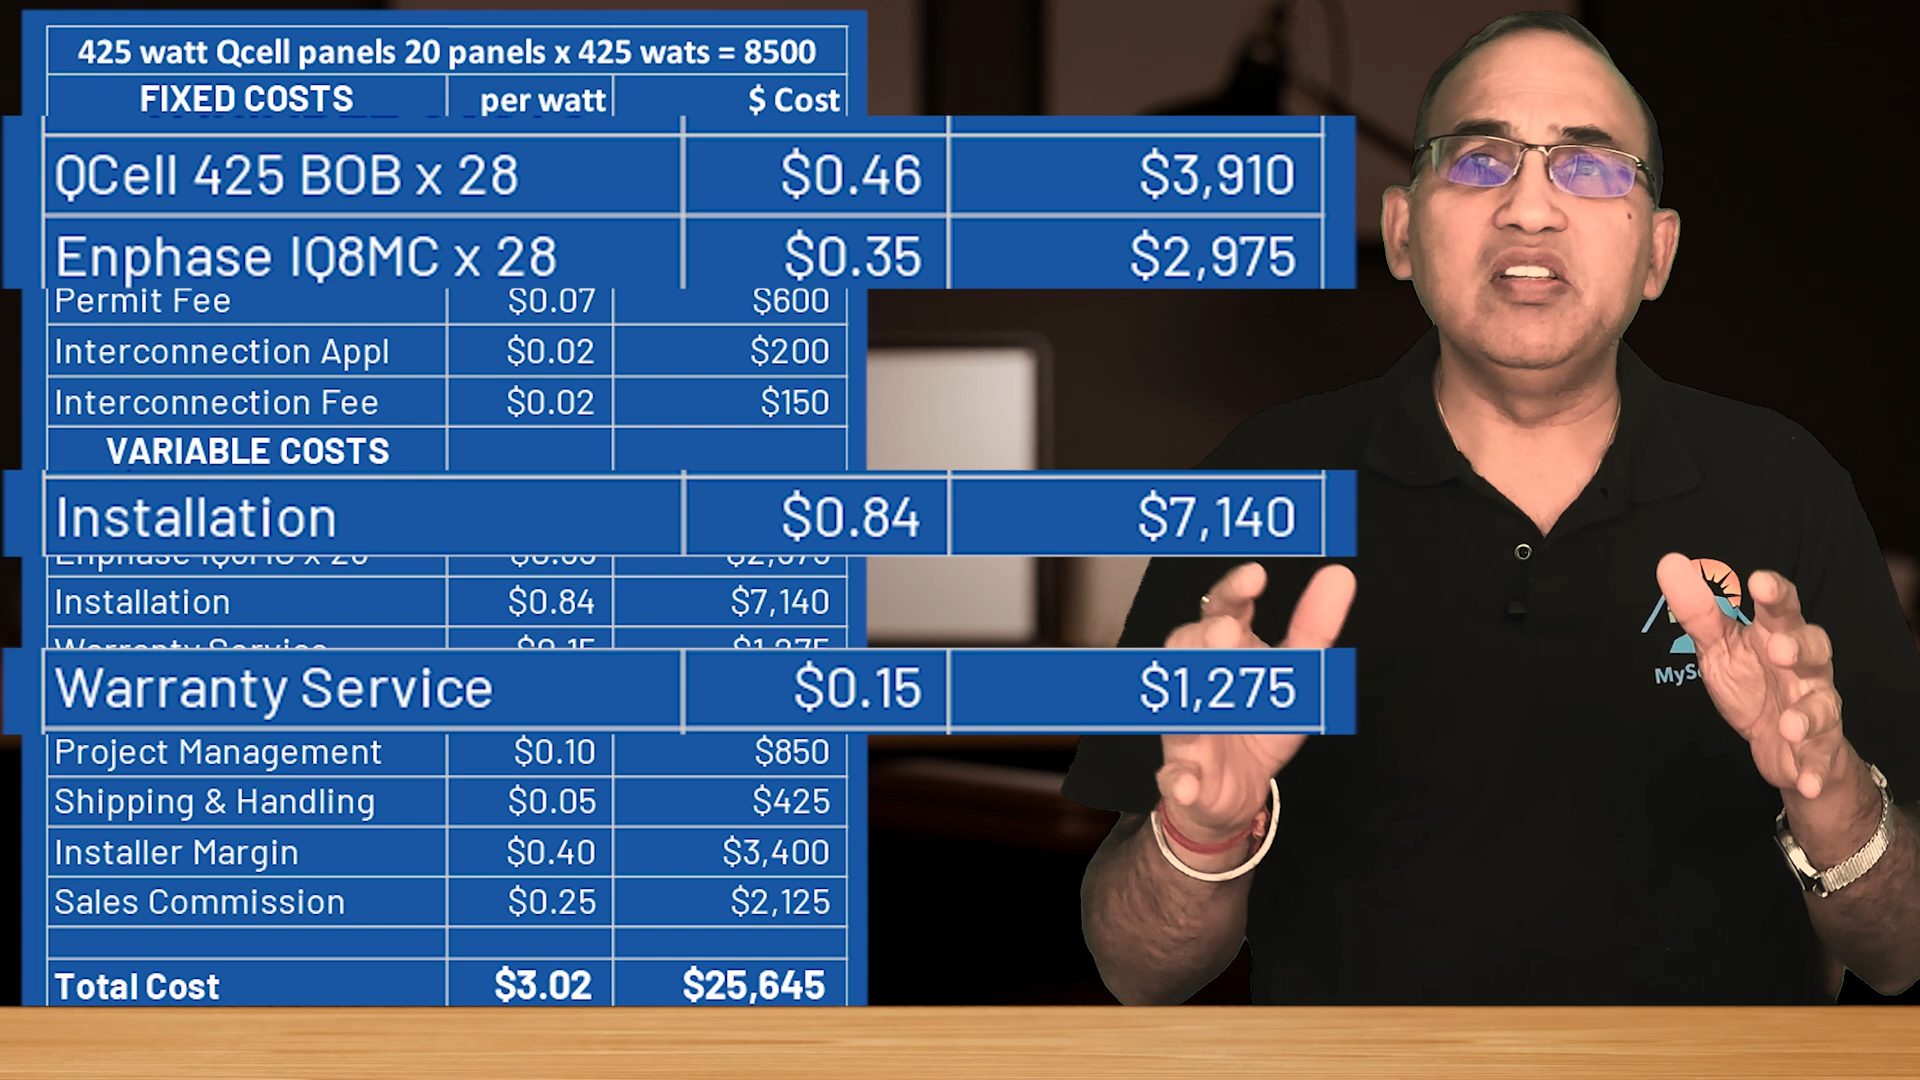 425 watt Qcell panels 20 panels x 425 wats = 8500
FIXED COSTS per watt $ Cost
QCell 425 BOB x 28 $0.46 $3,910
Enphase IQ8MC x 28 $0.35 $2,975
Permit Fee $0.07 $600
Interconnection Appl $0.02 $200
Interconnection Fee $0.02 $150
VARIABLE COSTS
Installation $0.84 $7,140
Installation $0.84 $7,140
Warranty Service $0.15 $1,275
Project Management $0.10 $850
Shipping & Handling $0.05 $425
Installer Margin $0.40 $3,400
Sales Commission $0.25 $2,125
Total Cost $3.02 $25,645